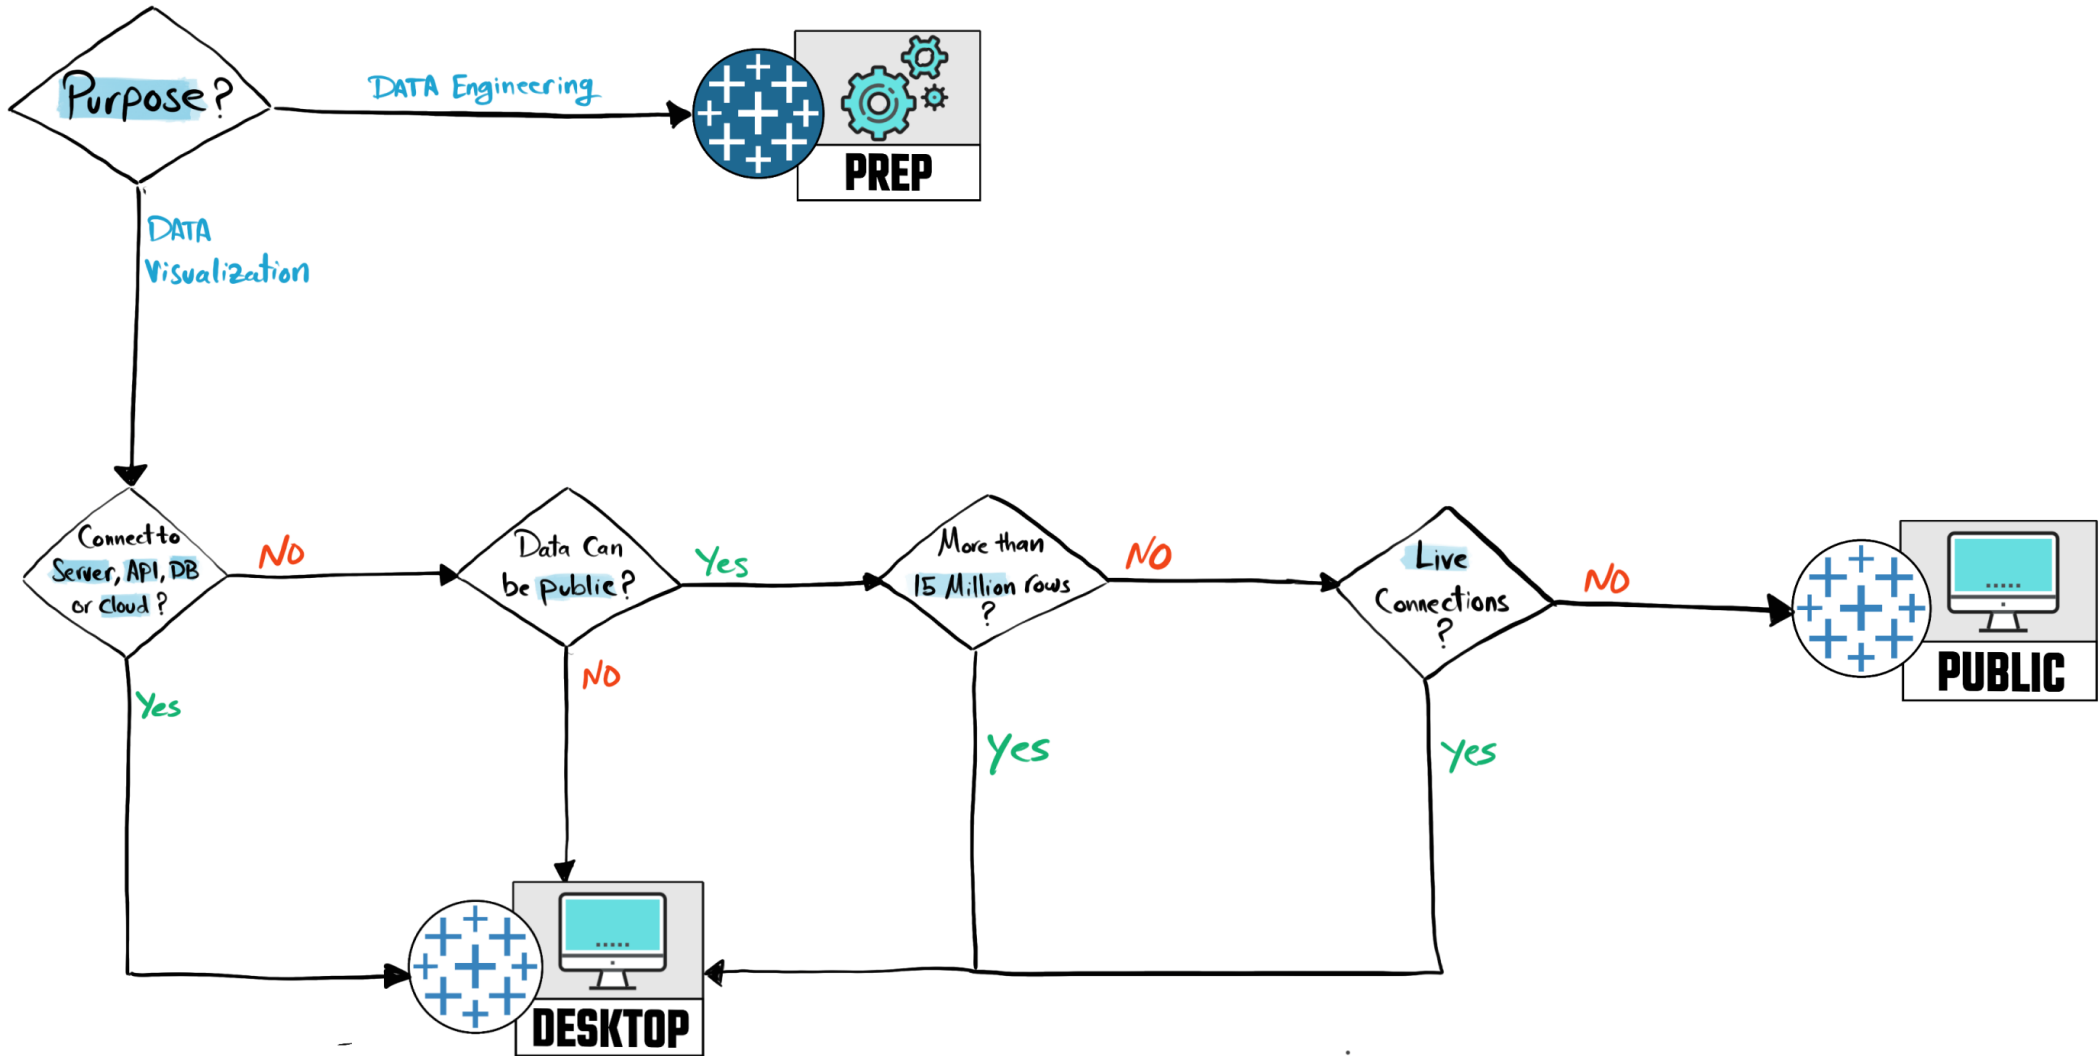 Purpose?
DATA Engineering
PREP
DATA
Visualization
Connect to
Server, API, DB
or Cloud?
NO
Data Can
be public?
Yes
More than
15 Million rows
?
NO
Live
Connections
?
NO
PUBLIC
Yes
NO
Yes
Yes
DESKTOP